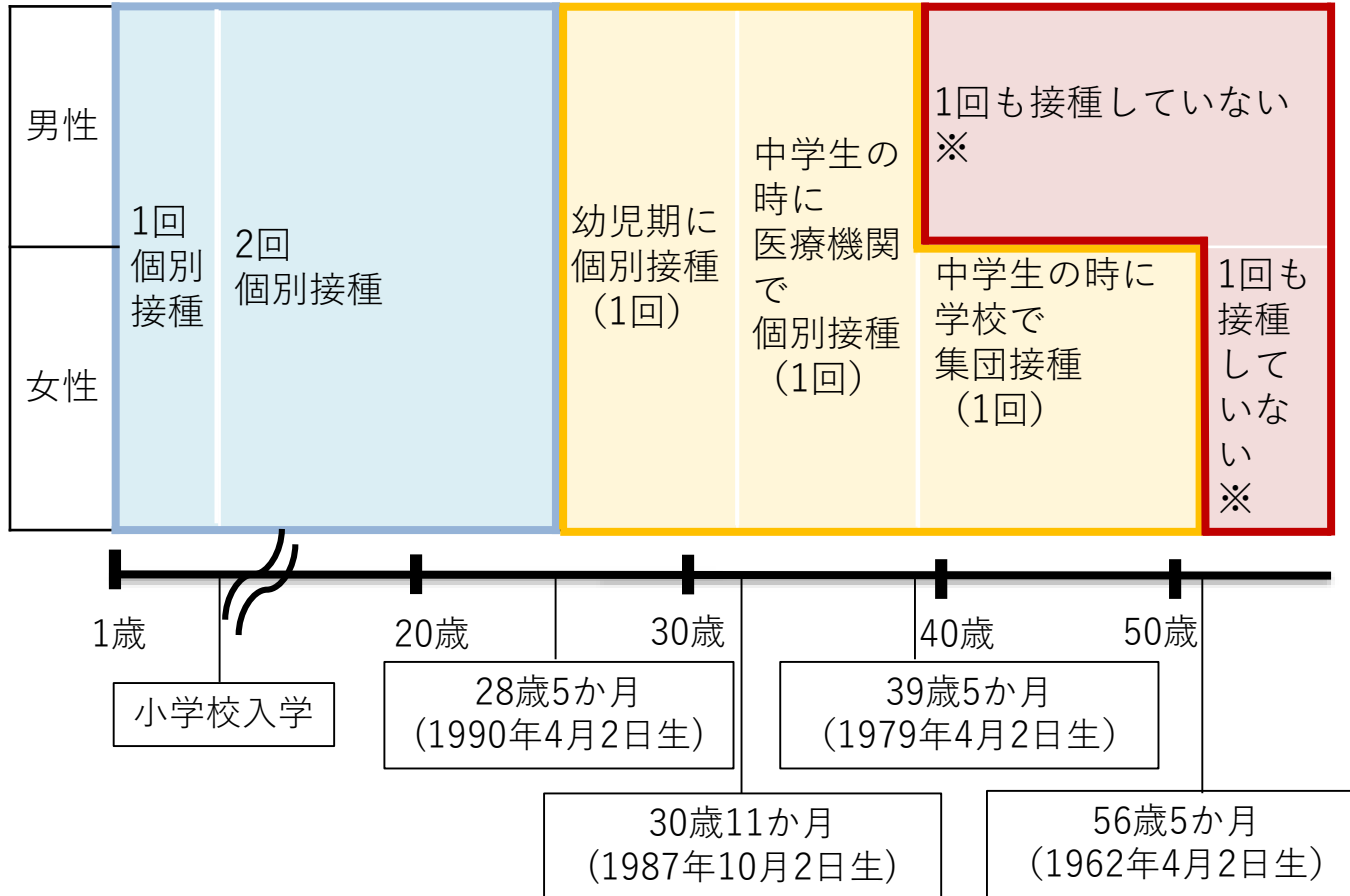 男性
女性
1回
個別
接種
2回
個別接種
幼児期に
個別接種
(1回)
中学生の
時に
医療機関
で
個別接種
(1回)
1回も接種していない
※
中学生の時に
学校で
集団接種
(1回)
1回も
接種
して
いな
い
※
1歳
20歳
30歳
40歳
50歳
小学校入学
28歳5か月
(1990年4月2日生)
39歳5か月
(1979年4月2日生)
30歳11か月
(1987年10月2日生)
56歳5か月
(1962年4月2日生)